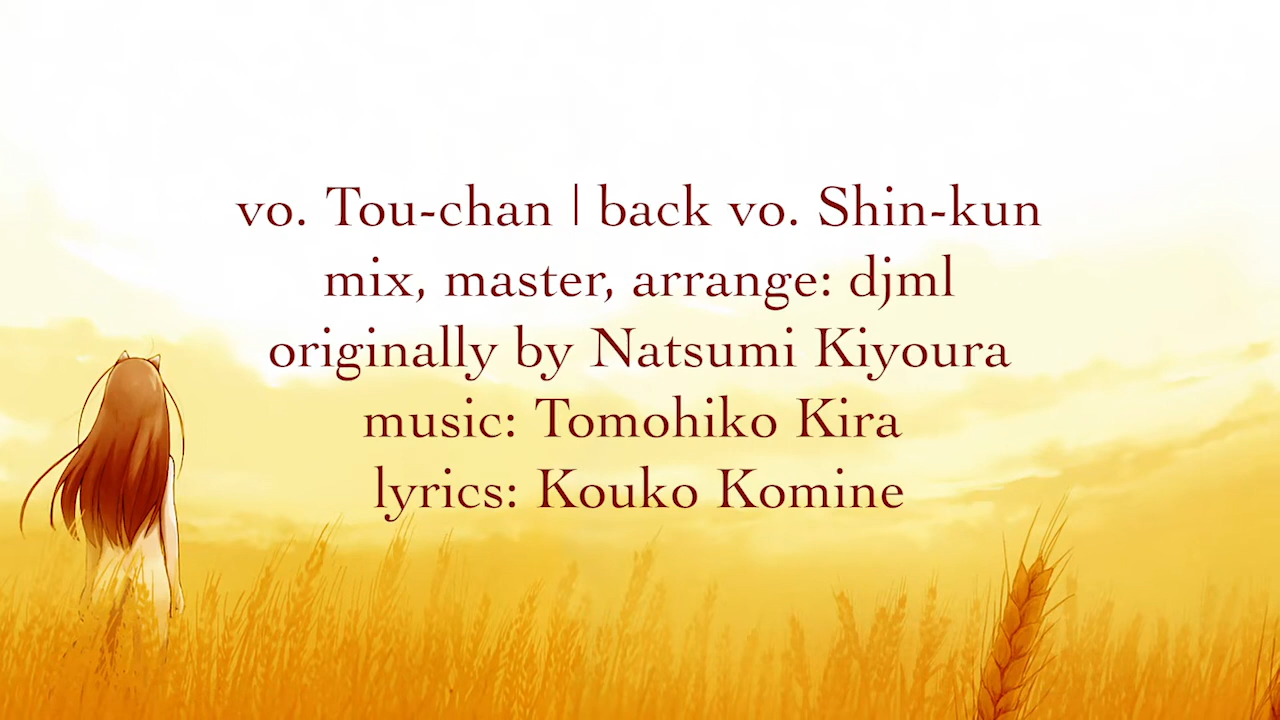 vo. Tou-chan | back vo. Shin-kun
mix, master, arrange: djml
originally by Natsumi Kiyoura
music: Tomohiko Kira
lyrics: Kouko Komine